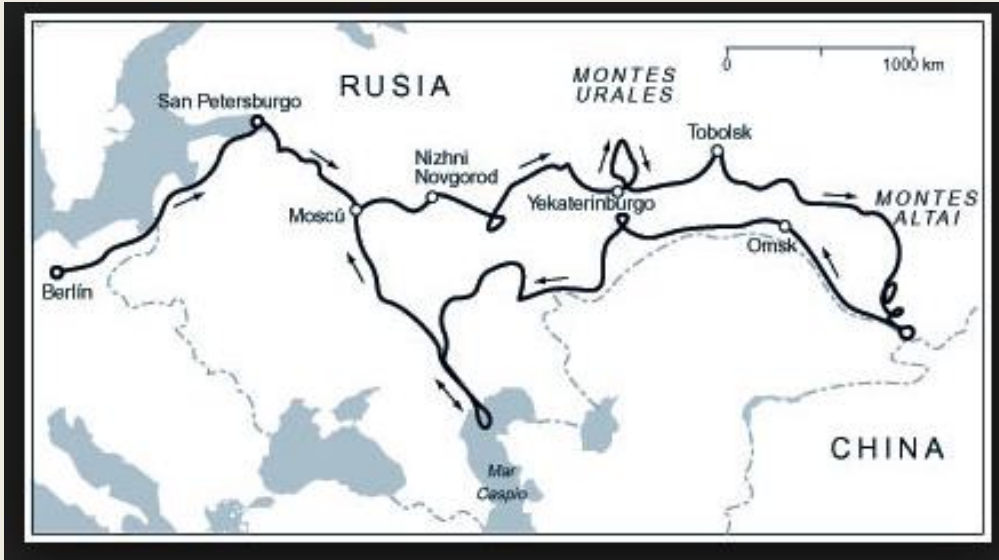 RUSIA
MONTES
URALES
0
1000 km
San Petersburgo
Tobolsk
Nizhni
Novgorod
Yekaterinburgo
MONTES
ALTAI
Moscú
Omsk
Berlín
CHINA
Mar
Caspio